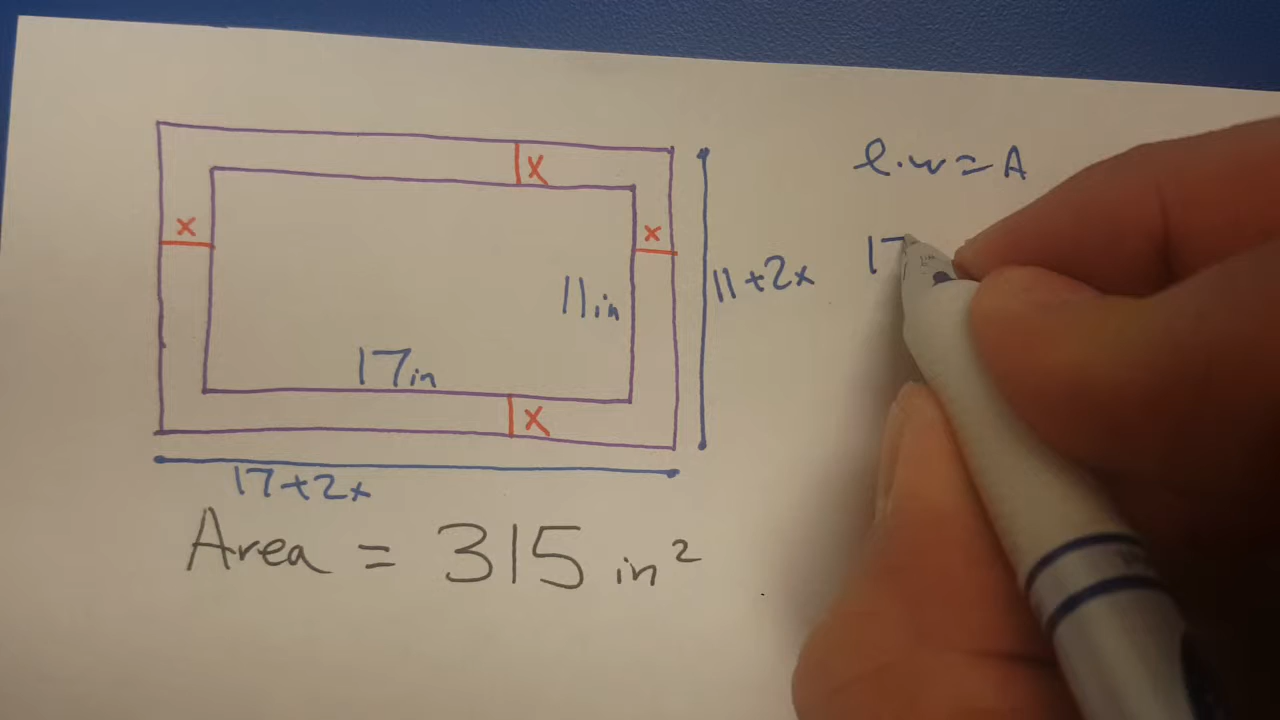 x
l·w=A
x
x
17
11in
11+2x
17in
x
17+2x
Area = 315 in²